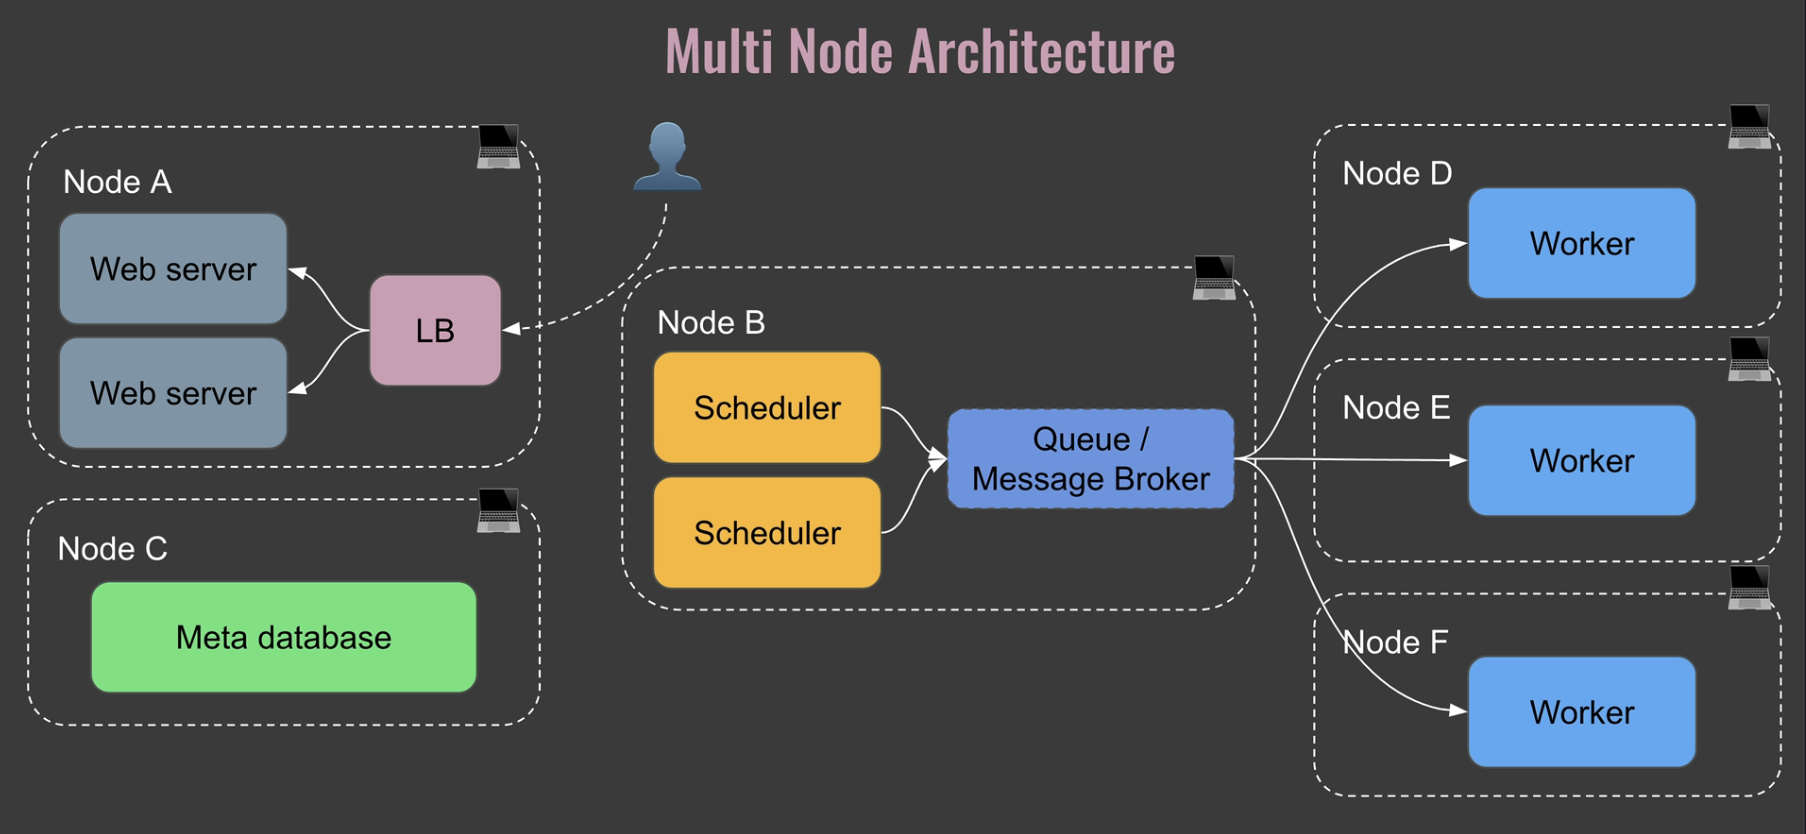 Multi Node Architecture
Node A
Web server
Web server
LB
Node C
Meta database
Node B
Scheduler
Scheduler
Queue /
Message Broker
Node D
Worker
Node E
Worker
Node F
Worker